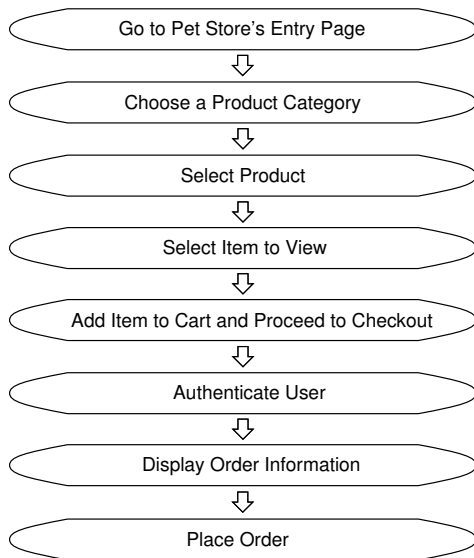 Go to Pet Store’s Entry Page
Choose a Product Category
Select Product
Select Item to View
Add Item to Cart and Proceed to Checkout
Authenticate User
Display Order Information
Place Order